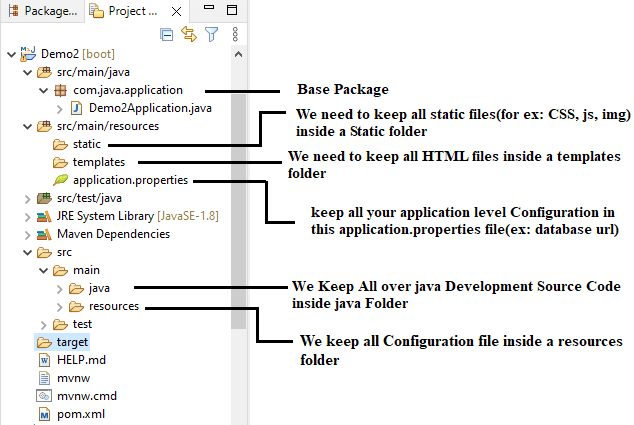 Package...
Project ...
Demo2 [boot]
src/main/java
com.java.application
Base Package
Demo2Application.java
We need to keep all static files(for ex: CSS, js, img)
inside a Static folder
src/main/resources
static
templates
We need to keep all HTML files inside a templates
folder
application.properties
src/test/java
keep all your application level Configuration in
this application.properties file(ex: database url)
JRE System Library [JavaSE-1.8]
Maven Dependencies
src
main
java
We Keep All over java Development Source Code
inside java Folder
resources
test
We keep all Configuration file inside a resources
folder
target
HELP.md
mvnw
mvnw.cmd
pom.xml